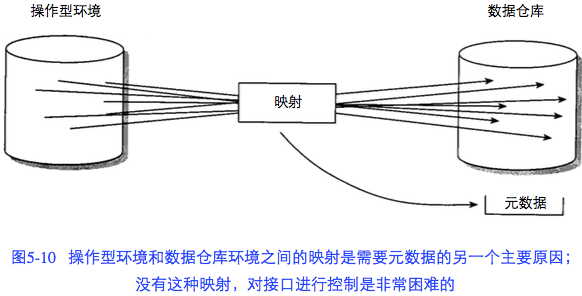 操作型环境
数据仓库
映射
元数据
图5-10 操作型环境和数据仓库环境之间的映射是需要元数据的另一个主要原因；
没有这种映射，对接口进行控制是非常困难的